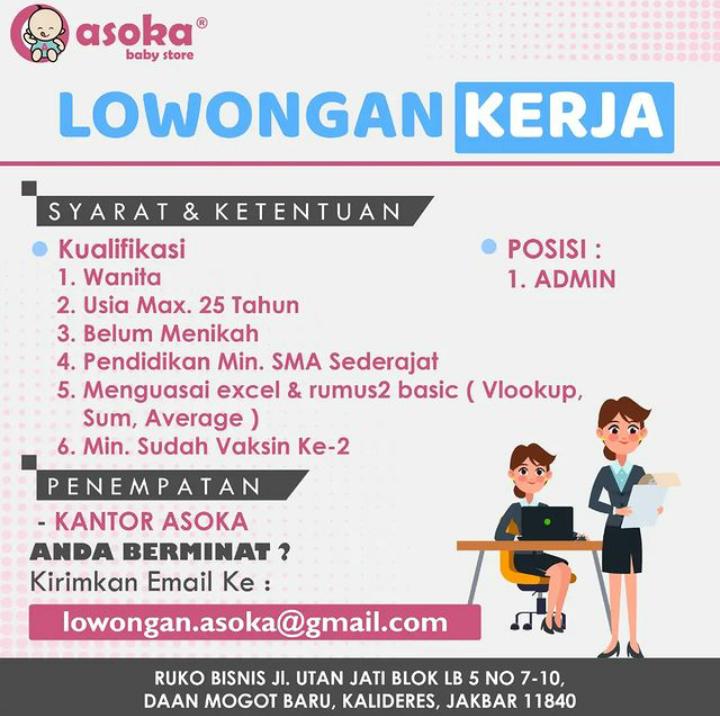 asoka®
baby store
LOWONGAN KERJA
SYARAT & KETENTUAN
Kualifikasi
1. Wanita
2. Usia Max. 25 Tahun
3. Belum Menikah
4. Pendidikan Min. SMA Sederajat
5. Menguasai excel & rumus2 basic ( Vlookup,
Sum, Average )
6. Min. Sudah Vaksin Ke-2
POSISI :
1. ADMIN
PENEMPATAN
- KANTOR ASOKA
ANDA BERMINAT ?
Kirimkan Email Ke :
lowongan.asoka@gmail.com
RUKO BISNIS Jl. UTAN JATI BLOK LB 5 NO 7-10,
DAAN MOGOT BARU, KALIDERES, JAKBAR 11840